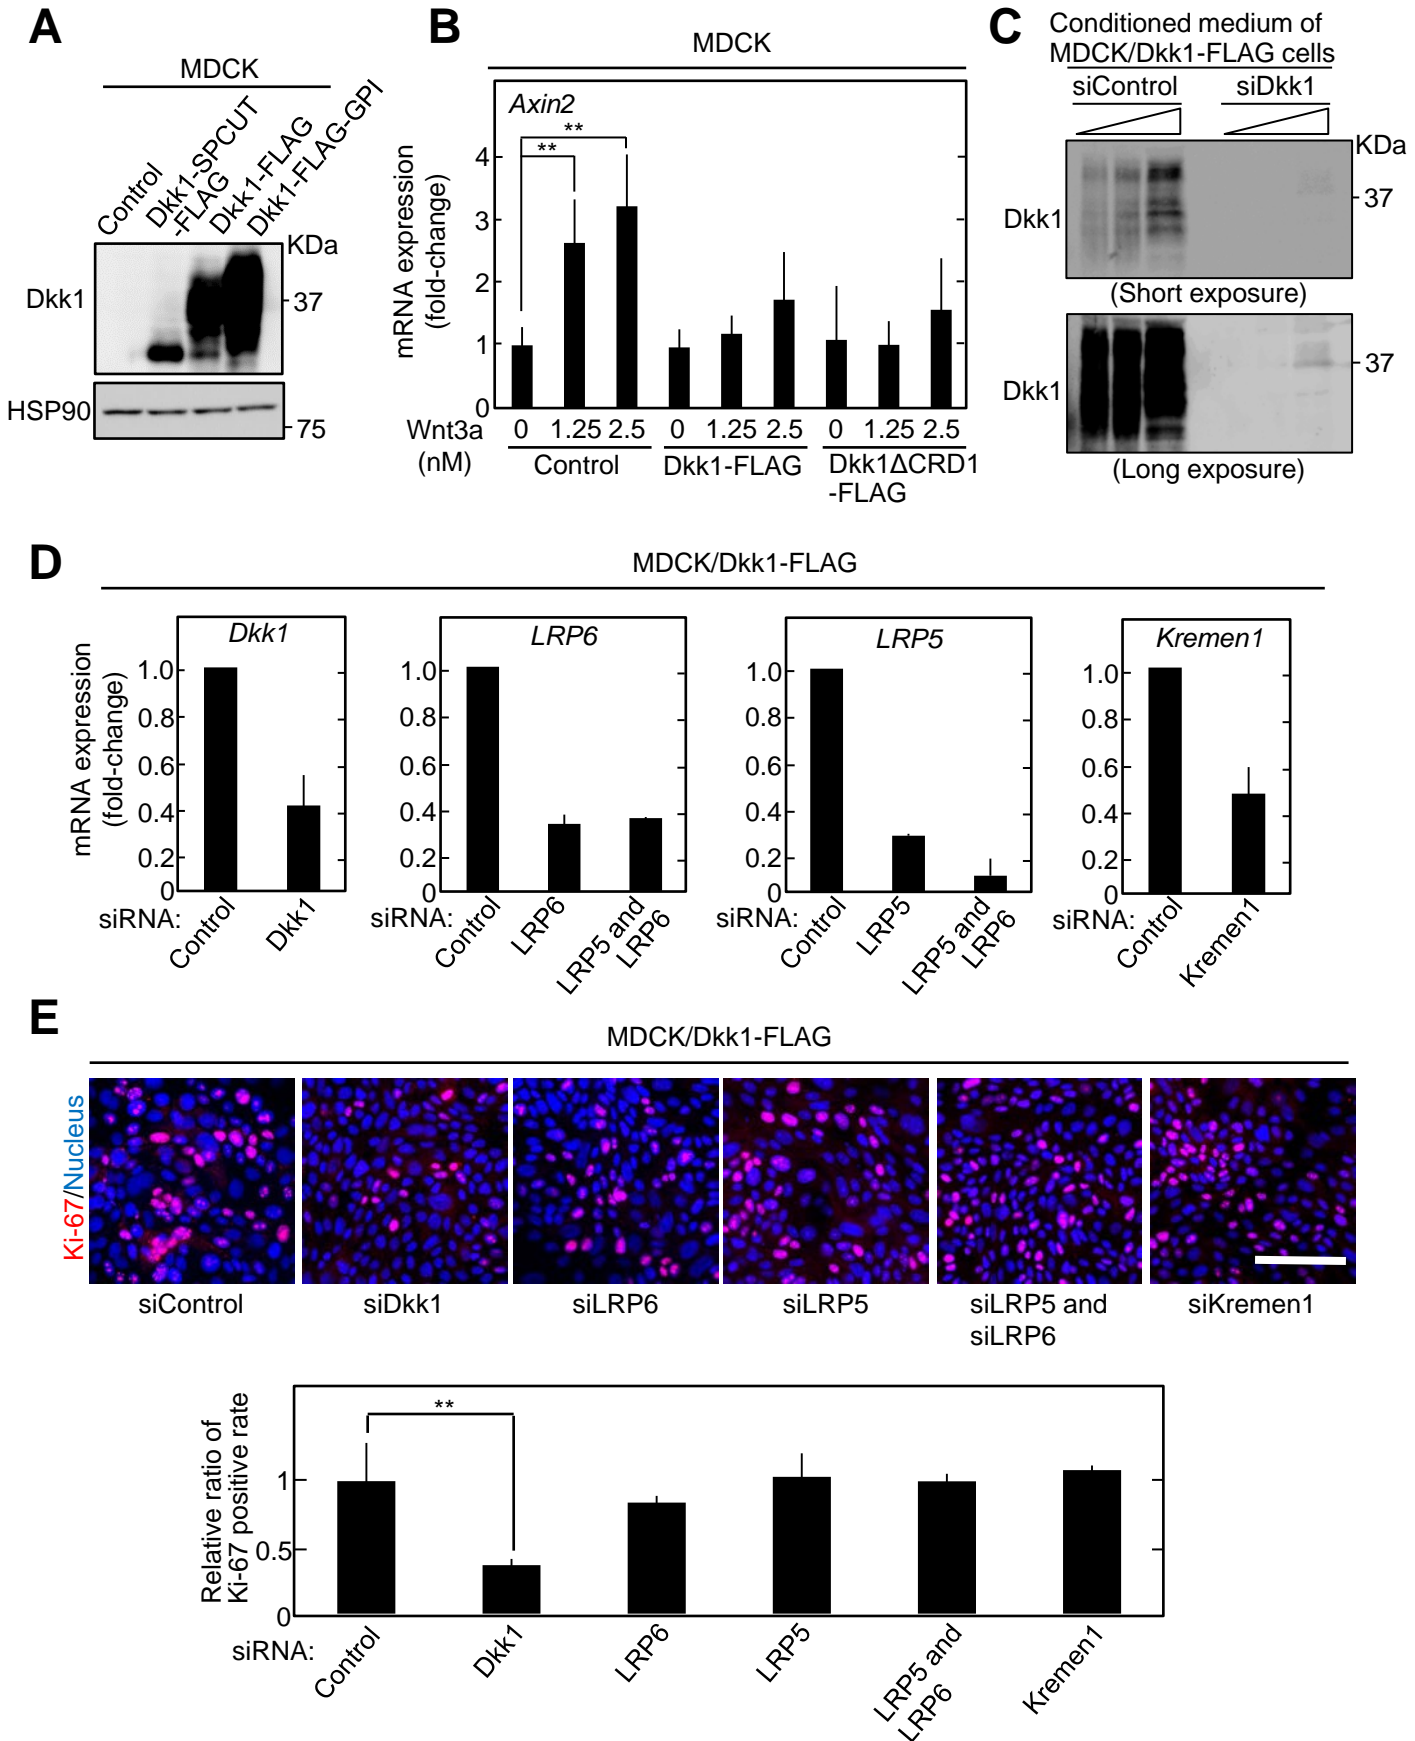 A
MDCK
Control
Dkk1-SPCUT
-FLAG
Dkk1-FLAG
Dkk1-FLAG-GPI
KDa
Dkk1
37
HSP90
75
B
MDCK
Axin2
**
**
mRNA expression
(fold-change)
4
3
2
1
0
Wnt3a
(nM)
0 1.25 2.5 0 1.25 2.5 0 1.25 2.5
Control
Dkk1-FLAG
Dkk1ΔCRD1
-FLAG
C
Conditioned medium of
MDCK/Dkk1-FLAG cells
siControl
siDkk1
KDa
Dkk1
37
(Short exposure)
Dkk1
37
(Long exposure)
D
MDCK/Dkk1-FLAG
mRNA expression
(fold-change)
Dkk1
1.0
0.8
0.6
0.4
0.2
0
siRNA:
Control
Dkk1
LRP6
1.0
0.8
0.6
0.4
0.2
0
siRNA:
Control
LRP6
LRP5 and
LRP6
LRP5
1.0
0.8
0.6
0.4
0.2
0
siRNA:
Control
LRP5
LRP5 and
LRP6
Kremen1
1.0
0.8
0.6
0.4
0.2
0
siRNA:
Control
Kremen1
E
MDCK/Dkk1-FLAG
Ki-67/Nucleus
siControl
siDkk1
siLRP6
siLRP5
siLRP5 and
siLRP6
siKremen1
Relative ratio of
Ki-67 positive rate
**
1
0.5
0
siRNA:
Control
Dkk1
LRP6
LRP5
LRP5 and
LRP6
Kremen1